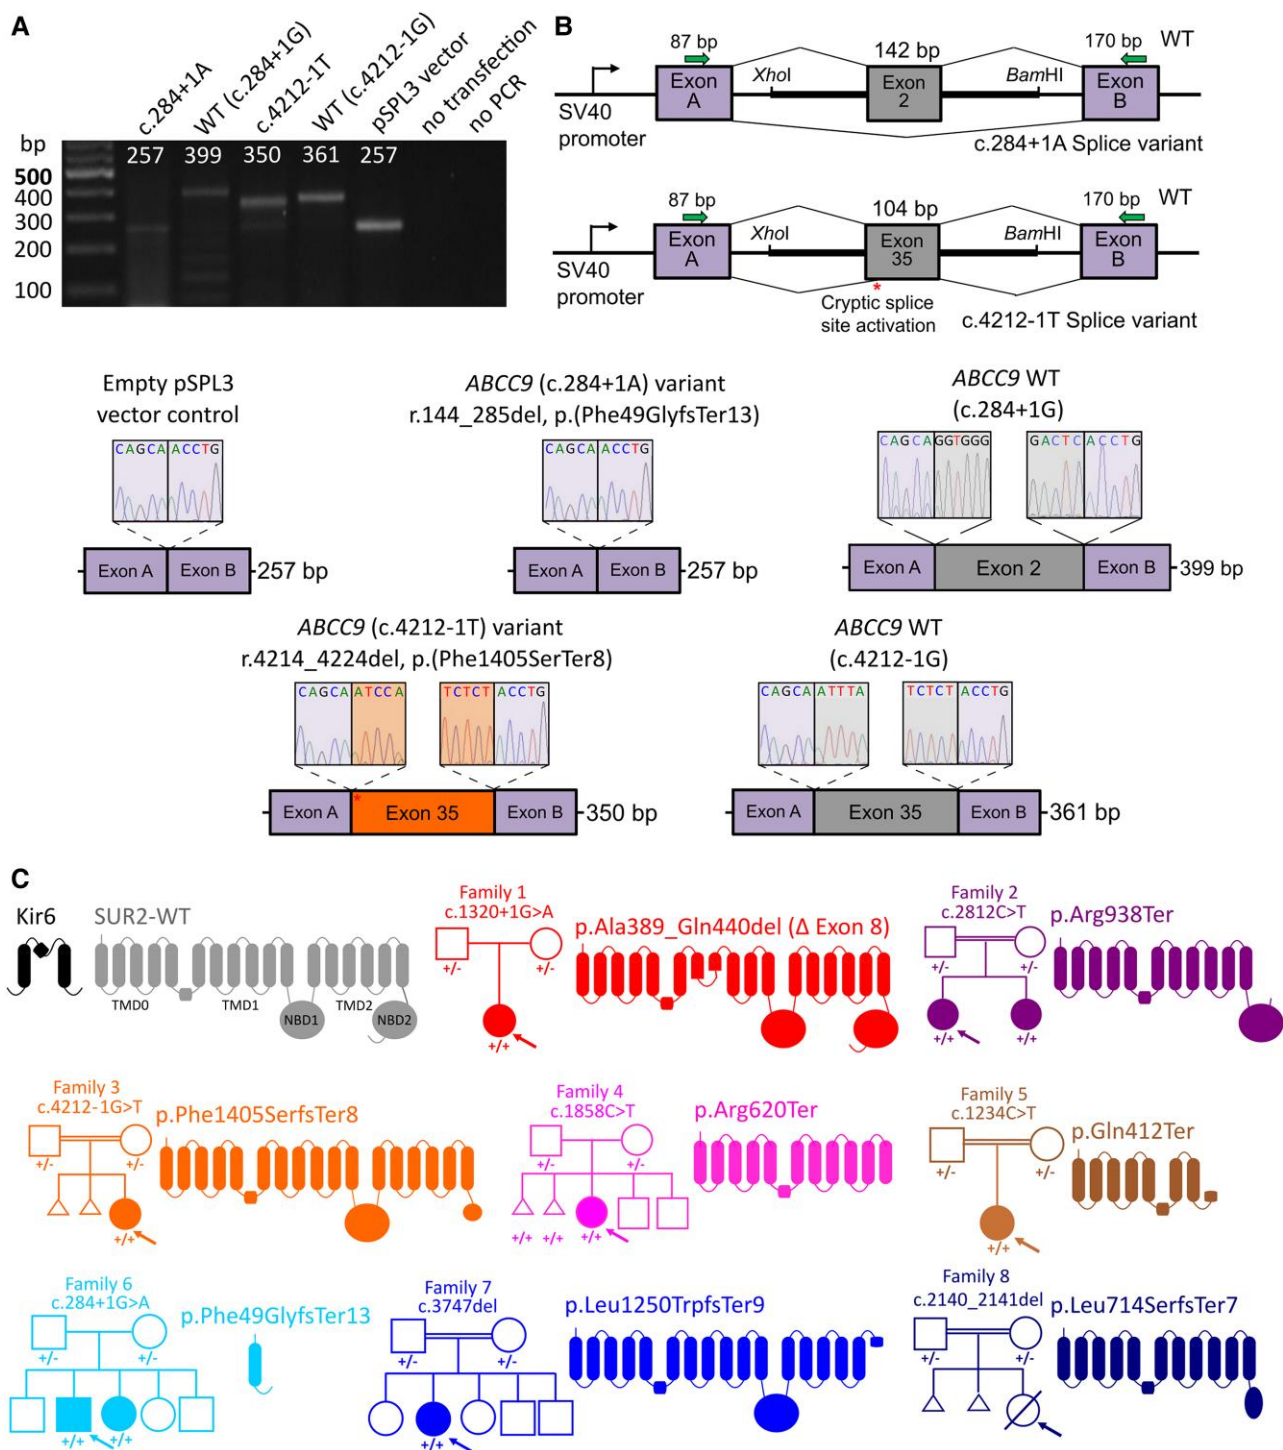 A
c.284+1A
WT (c.284+1G)
c.4212-1T
WT (c.4212-1G)
pSPL3 vector
no transfection
no PCR
bp
257 399 350 361 257
500
400
300
200
100
B
87 bp
142 bp
170 bp
WT
Exon A
XhoI
Exon 2
BamHI
Exon B
SV40 promoter
c.284+1A Splice variant
87 bp
104 bp
170 bp
WT
Exon A
XhoI
Exon 35
BamHI
Exon B
SV40 promoter
*
Cryptic splice
site activation
c.4212-1T Splice variant
Empty pSPL3
vector control
CAGCA ACCTG
Exon A Exon B 257 bp
ABCC9 (c.284+1A) variant
r.144_285del, p.(Phe49GlyfsTer13)
CAGCA ACCTG
Exon A Exon B 257 bp
ABCC9 WT
(c.284+1G)
CAGCA GGTGGG GACTC ACCTG
Exon A Exon 2 Exon B 399 bp
ABCC9 (c.4212-1T) variant
r.4214_4224del, p.(Phe1405SerTer8)
CAGCA ATCCA TCTCT ACCTG
*
Exon A Exon 35 Exon B 350 bp
ABCC9 WT
(c.4212-1G)
CAGCA ATTTA TCTCT ACCTG
Exon A Exon 35 Exon B 361 bp
C
Kir6
SUR2-WT
TMD0 TMD1 NBD1 TMD2 NBD2
Family 1
c.1320+1G>A
p.Ala389_Gln440del (Δ Exon 8)
+/- +/-
+/+
Family 2
c.2812C>T
p.Arg938Ter
+/- +/-
+/+ +/+
Family 3
c.4212-1G>T
p.Phe1405SerfsTer8
+/- +/-
+/+
Family 4
c.1858C>T
p.Arg620Ter
+/- +/-
+/+ +/+ +/+
Family 5
c.1234C>T
p.Gln412Ter
+/- +/-
+/+
Family 6
c.284+1G>A
p.Phe49GlyfsTer13
+/- +/-
+/+ +/+
Family 7
c.3747del
p.Leu1250TrpfsTer9
+/- +/-
+/+
Family 8
c.2140_2141del
p.Leu714SerfsTer7
+/- +/-
+/+